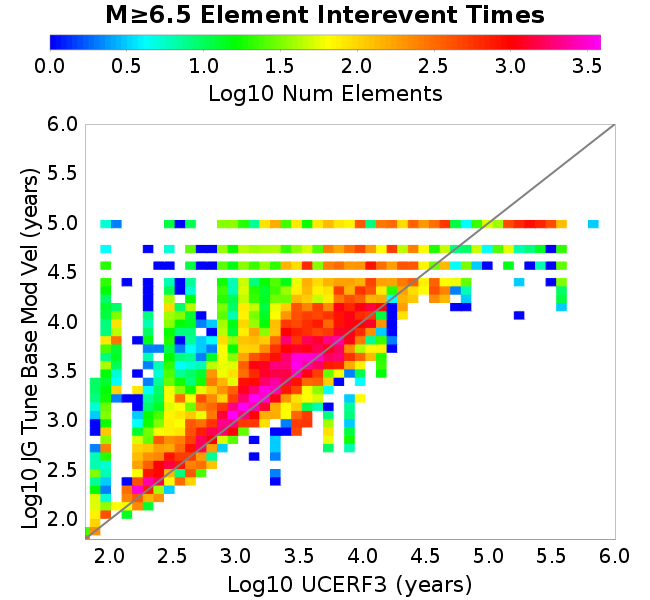 M≥6.5 Element Interevent Times
0.0 0.5 1.0 1.5 2.0 2.5 3.0 3.5
Log10 Num Elements
Log10 JG Tune Base Mod Vel (years)
6.0
5.5
5.0
4.5
4.0
3.5
3.0
2.5
2.0
2.0 2.5 3.0 3.5 4.0 4.5 5.0 5.5 6.0
Log10 UCERF3 (years)